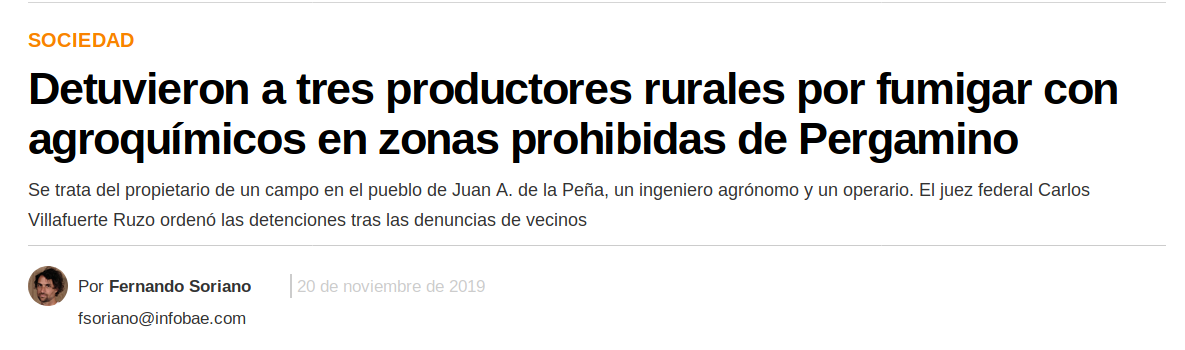 SOCIEDAD
Detuvieron a tres productores rurales por fumigar con
agroquímicos en zonas prohibidas de Pergamino
Se trata del propietario de un campo en el pueblo de Juan A. de la Peña, un ingeniero agrónomo y un operario. El juez federal Carlos
Villafuerte Ruzo ordenó las detenciones tras las denuncias de vecinos
Por Fernando Soriano 20 de noviembre de 2019
fsoriano@infobae.com